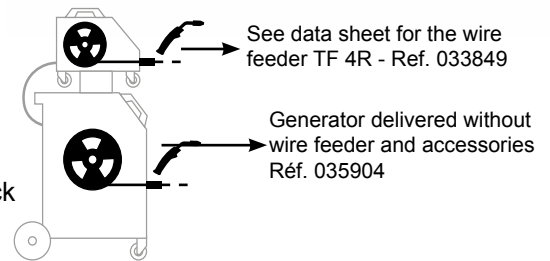 See data sheet for the wire
feeder TF 4R - Ref. 033849
Generator delivered without
wire feeder and accessories
Réf. 035904
ck